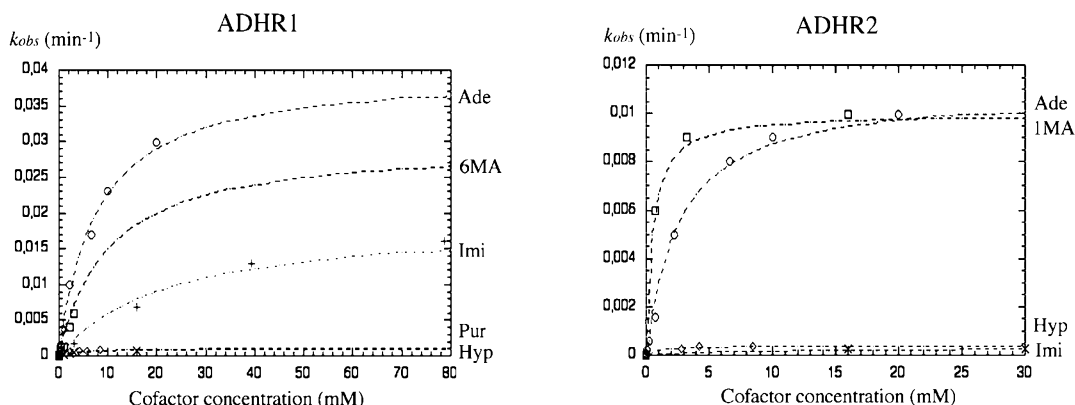 ADHR1
kobs (min-1)
0,04
0,035
0,03
0,025
0,02
0,015
0,01
0,005
0
0 10 20 30 40 50 60 70 80
Cofactor concentration (mM)
Ade
6MA
Imi
Pur
Hyp
ADHR2
kobs (min-1)
0,012
0,01
0,008
0,006
0,004
0,002
0
0 5 10 15 20 25 30
Cofactor concentration (mM)
Ade
1MA
Hyp
Imi